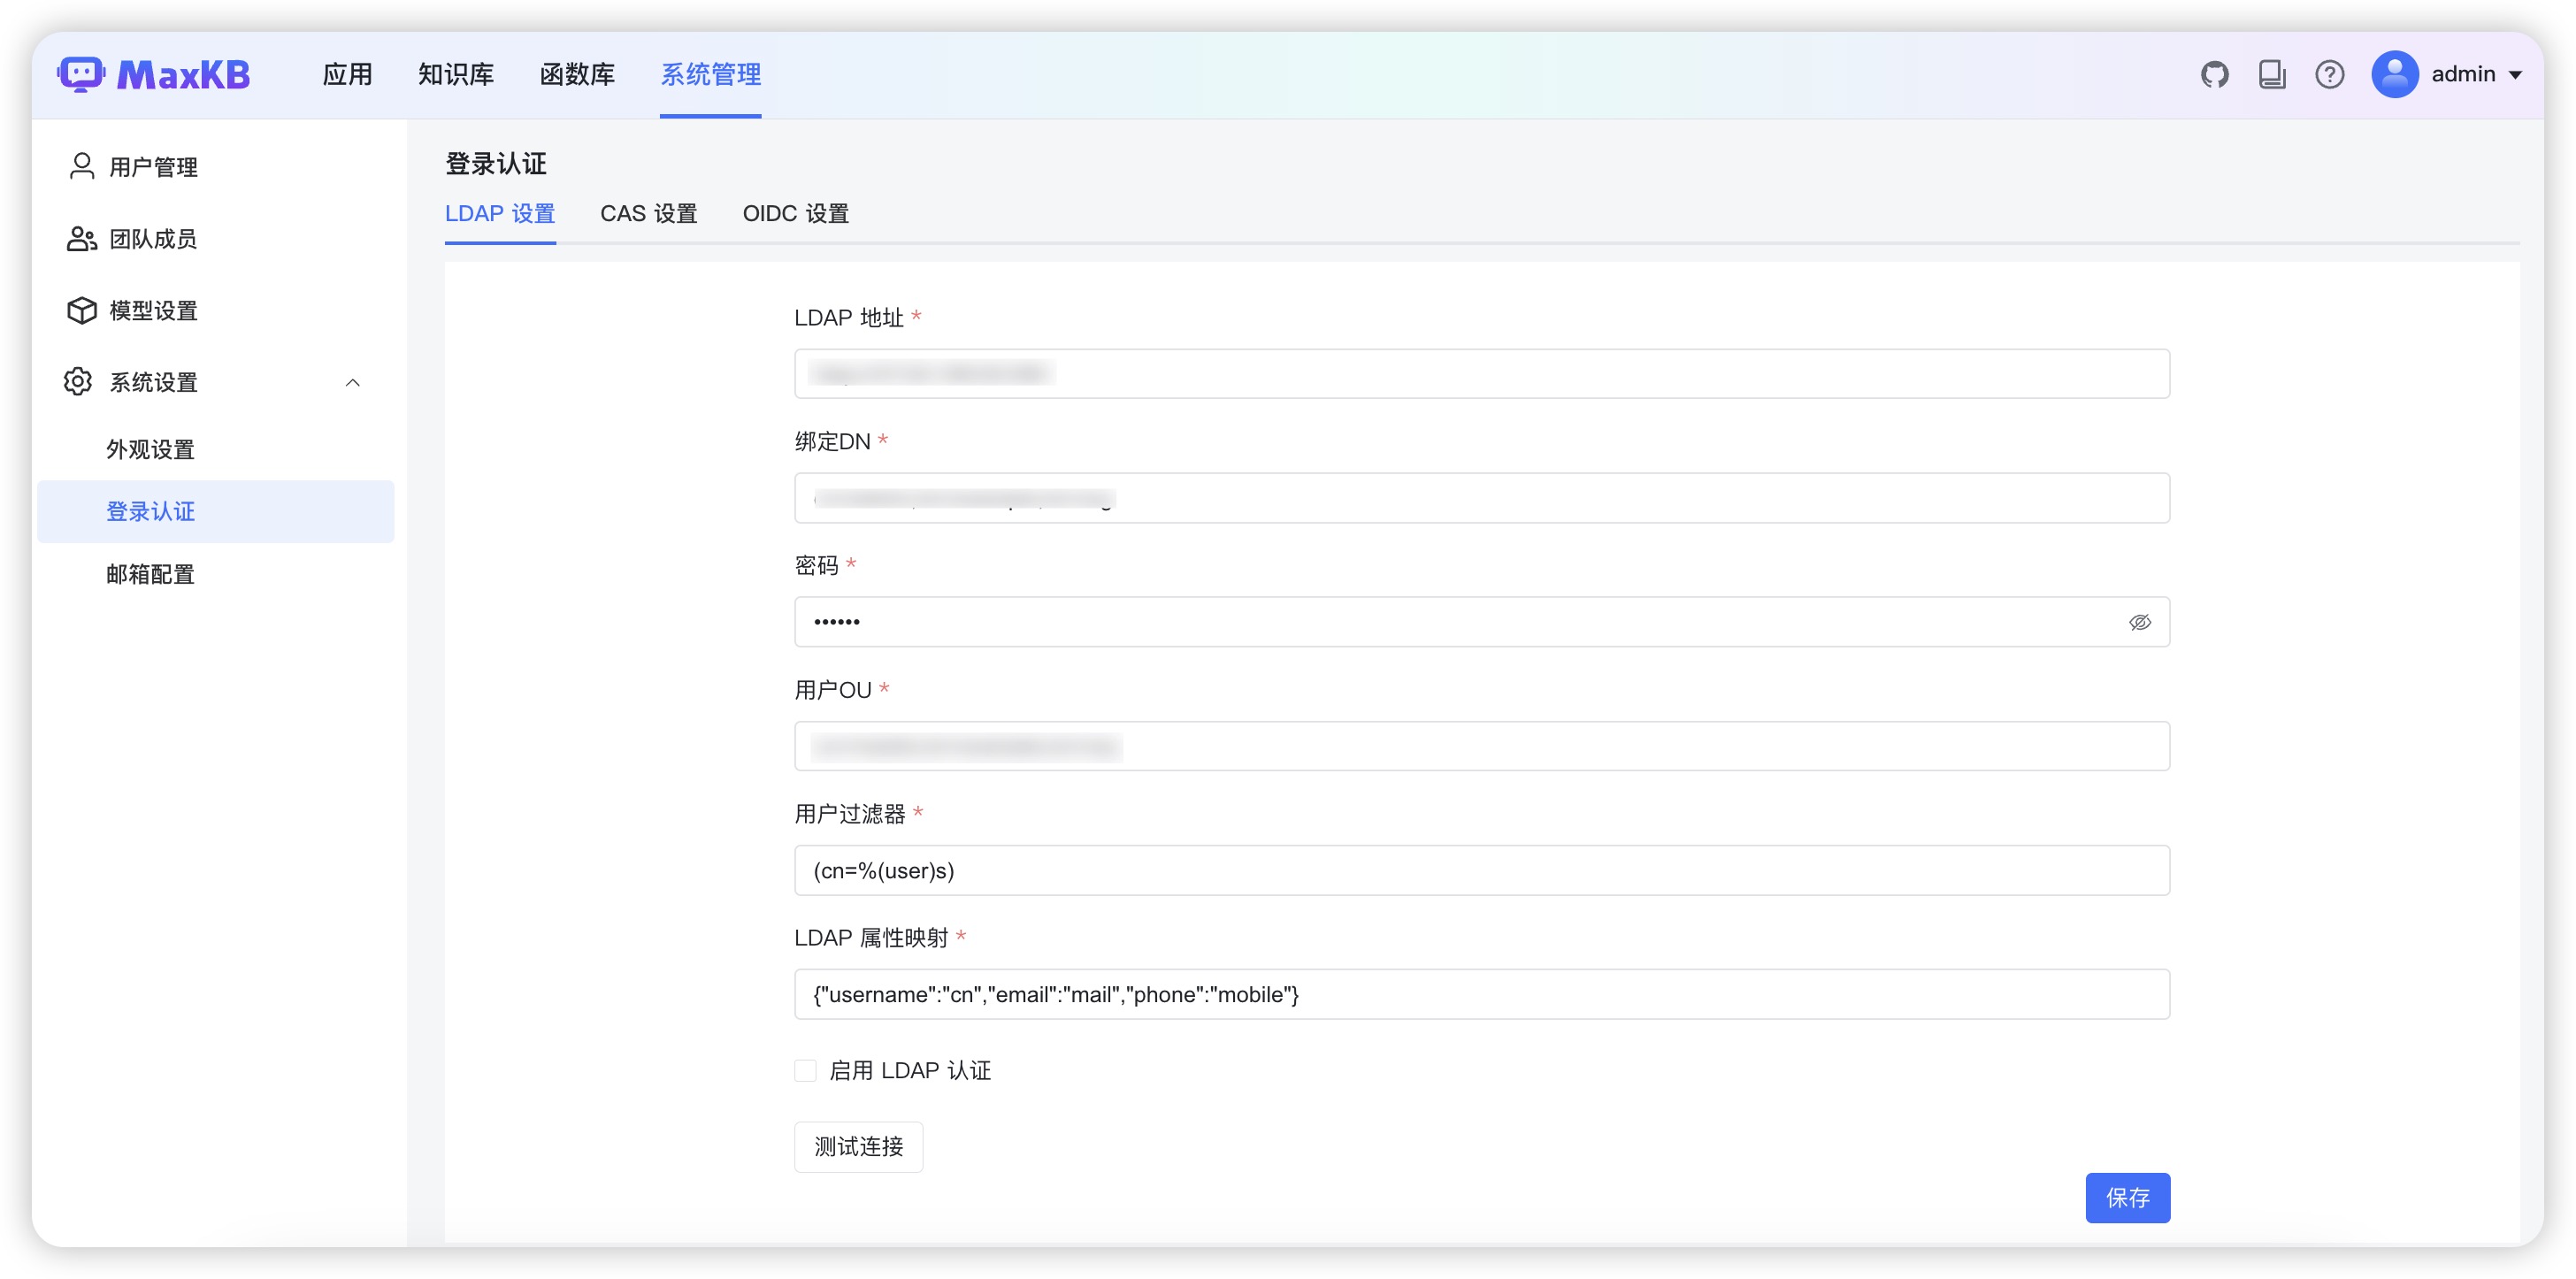 MaxKB 应用 知识库 函数库 系统管理 admin
用户管理
团队成员
模型设置
系统设置
外观设置
登录认证
邮箱配置
登录认证
LDAP 设置 CAS 设置 OIDC 设置
LDAP 地址 *
绑定DN *
密码 *
••••••
用户OU *
用户过滤器 *
(cn=%(user)s)
LDAP 属性映射 *
{"username":"cn","email":"mail","phone":"mobile"}
启用 LDAP 认证
测试连接
保存